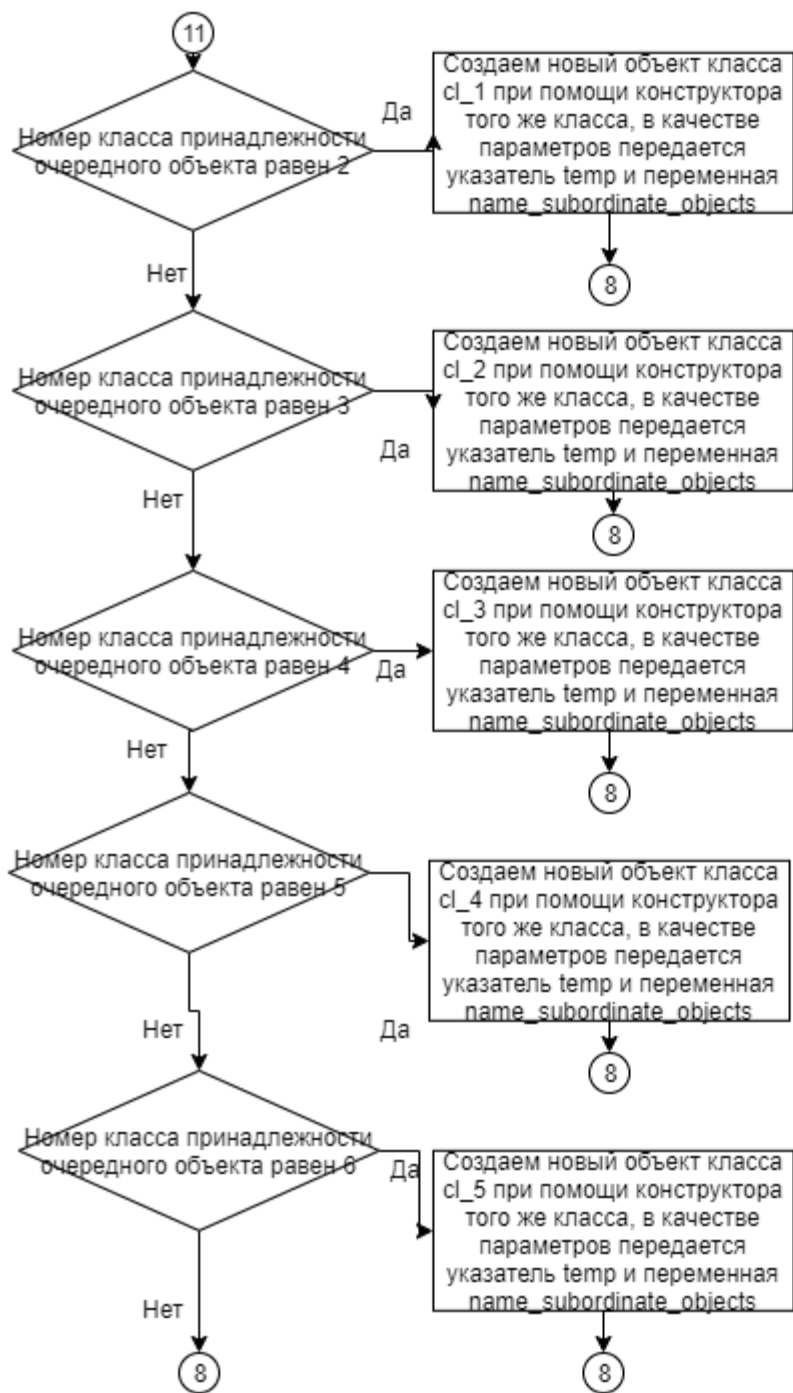 11
Номер класса принадлежности
очередного объекта равен 2
Да
Создаем новый объект класса
cl_1 при помощи конструктора
того же класса, в качестве
параметров передается
указатель temp и переменная
name_subordinate_objects
8
Нет
Номер класса принадлежности
очередного объекта равен 3
Да
Создаем новый объект класса
cl_2 при помощи конструктора
того же класса, в качестве
параметров передается
указатель temp и переменная
name_subordinate_objects
8
Нет
Номер класса принадлежности
очередного объекта равен 4
Да
Создаем новый объект класса
cl_3 при помощи конструктора
того же класса, в качестве
параметров передается
указатель temp и переменная
name_subordinate_objects
8
Нет
Номер класса принадлежности
очередного объекта равен 5
Создаем новый объект класса
cl_4 при помощи конструктора
того же класса, в качестве
параметров передается
указатель temp и переменная
name_subordinate_objects
8
Нет
Да
Номер класса принадлежности
очередного объекта равен 6
Да
Создаем новый объект класса
cl_5 при помощи конструктора
того же класса, в качестве
параметров передается
указатель temp и переменная
name_subordinate_objects
8
Нет
8